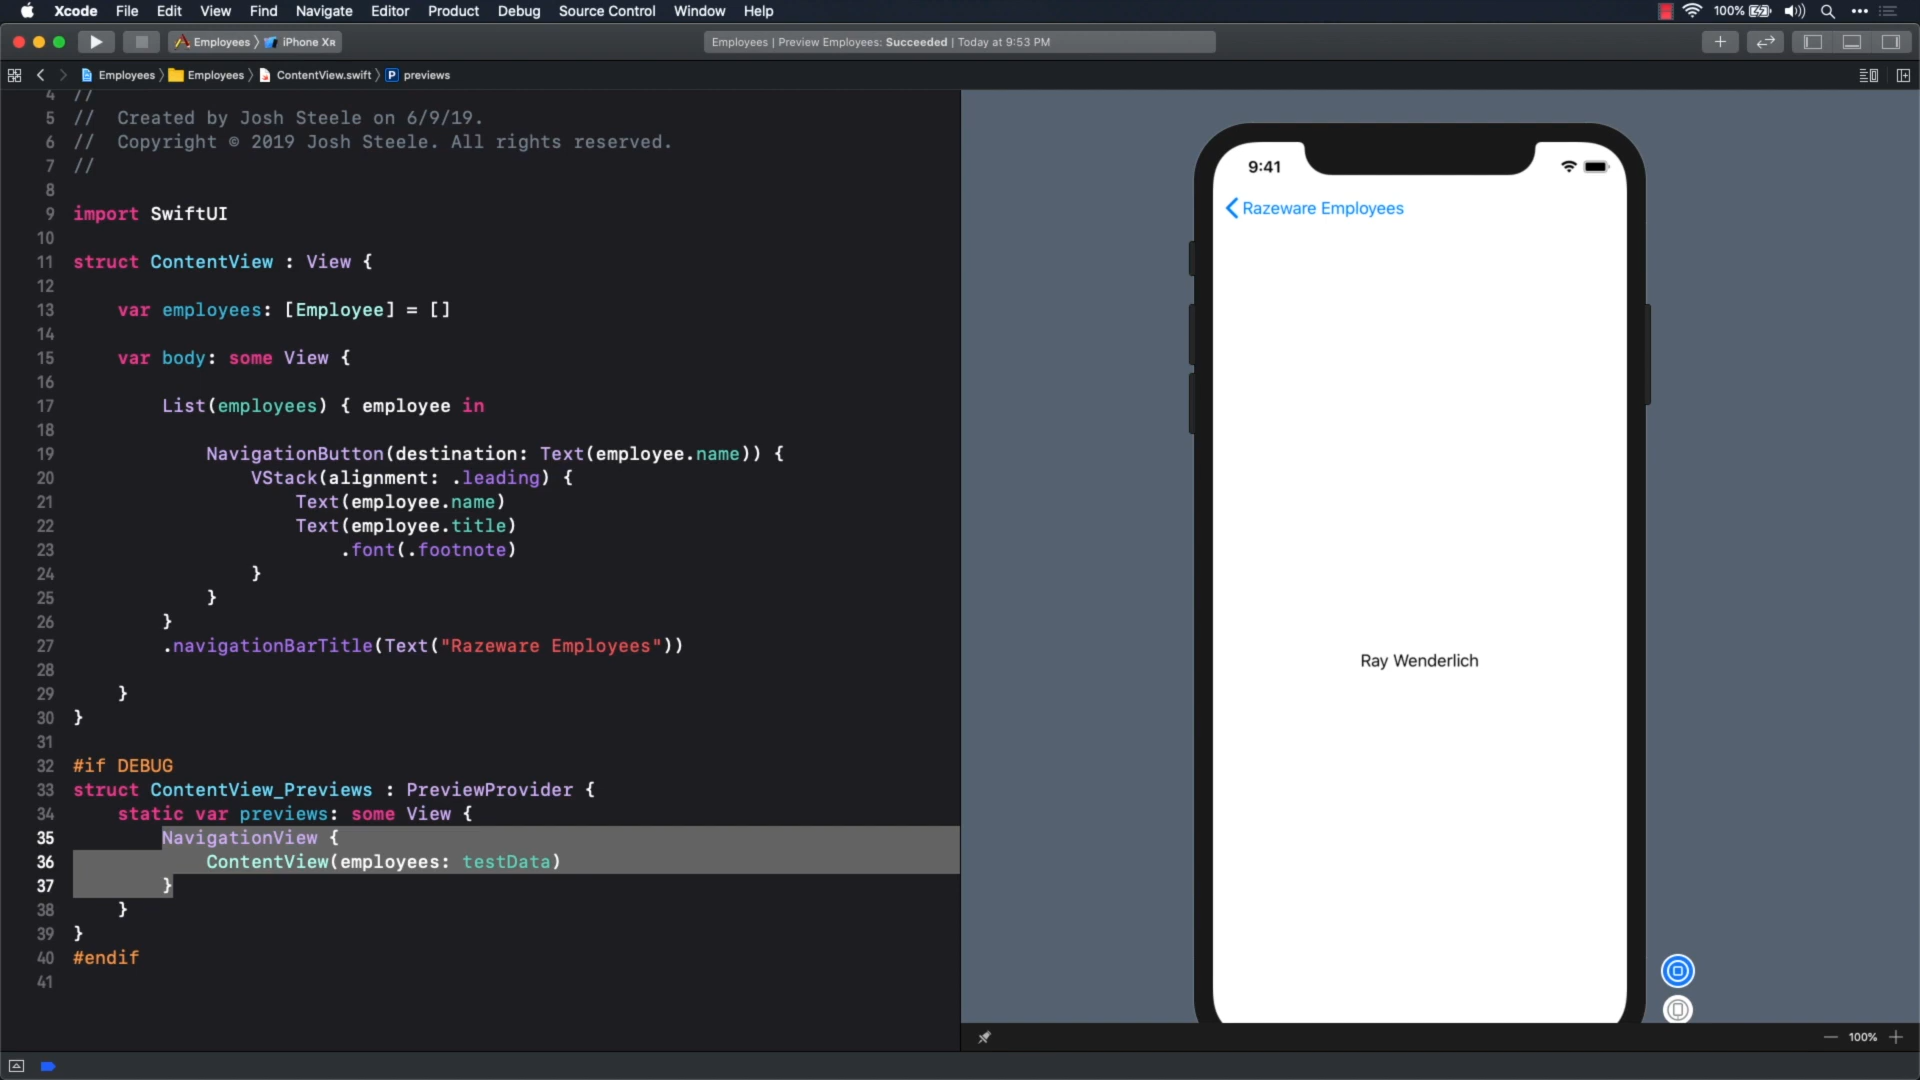 Xcode File Edit View Find Navigate Editor Product Debug Source Control Window Help 100%
Employees iPhone XR Employees | Preview Employees: Succeeded | Today at 9:53 PM
Employees Employees ContentView.swift P previews
4 //
5 // Created by Josh Steele on 6/9/19.
6 // Copyright © 2019 Josh Steele. All rights reserved.
7 //
8
9 import SwiftUI
10
11 struct ContentView : View {
12
13 var employees: [Employee] = []
14
15 var body: some View {
16
17 List(employees) { employee in
18
19 NavigationButton(destination: Text(employee.name)) {
20 VStack(alignment: .leading) {
21 Text(employee.name)
22 Text(employee.title)
23 .font(.footnote)
24 }
25 }
26 }
27 .navigationBarTitle(Text("Razeware Employees"))
28
29 }
30 }
31
32 #if DEBUG
33 struct ContentView_Previews : PreviewProvider {
34 static var previews: some View {
35 NavigationView {
36 ContentView(employees: testData)
37 }
38 }
39 }
40 #endif
41
9:41
Razeware Employees
Ray Wenderlich
100%